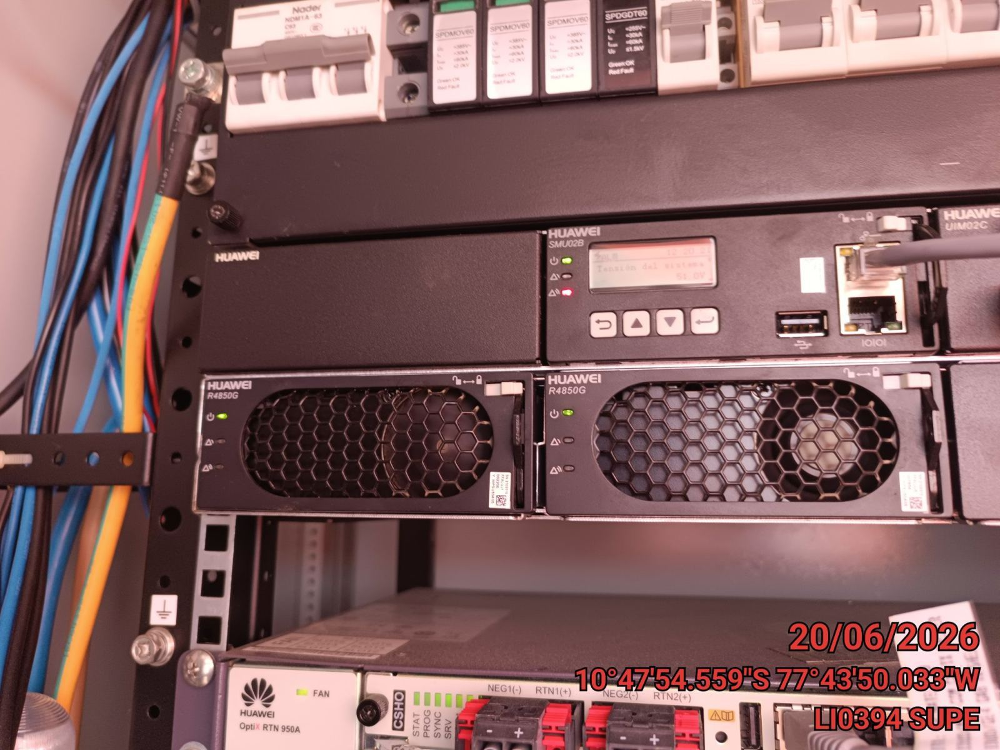 Nader
NDM1A-63
C63
SPDMOV60
Green:OK
Red:Fault
SPDMOV60
Green:OK
Red:Fault
SPDMOV60
Green:OK
Red:Fault
SPDGDT60
Green:OK
Red:Fault
HUAWEI
HUAWEI
SMU02B
ALM
Tensión del sistema
51.0V
HUAWEI
UIM02C
HUAWEI
R4850G
HUAWEI
R4850G
HUAWEI
OptiX RTN 950A
FAN
CSHO
STAT
PROG
SYNC
SRV
NEG1(-) RTN1(+)
NEG2(-) RTN2(+)
- +
- +
20/06/2026
10°47'54.559"S 77°43'50.033"W
LI0394 SUPE